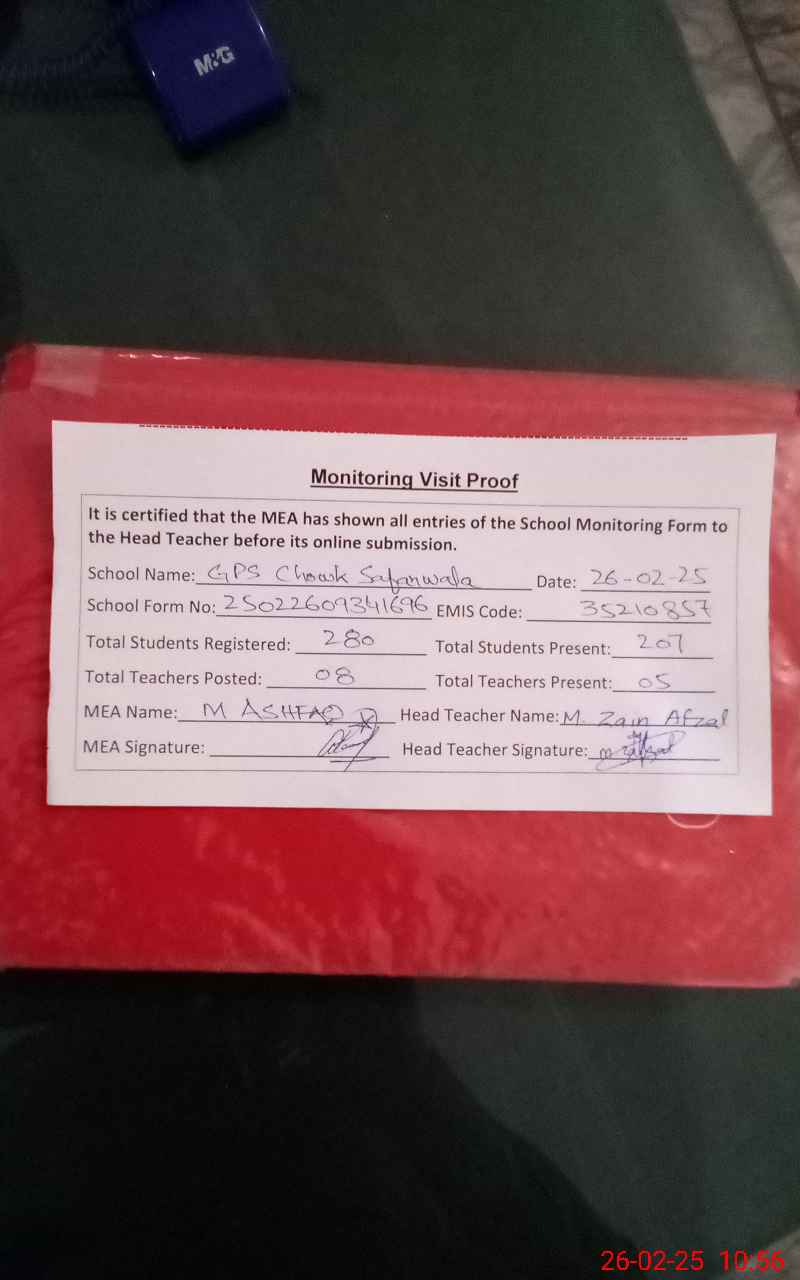 M&G
Monitoring Visit Proof
It is certified that the MEA has shown all entries of the School Monitoring Form to
the Head Teacher before its online submission.
School Name: GPS Chowk Safanwala Date: 26-02-25
School Form No: 25022609341696 EMIS Code: 35210857
Total Students Registered: 280 Total Students Present: 207
Total Teachers Posted: 08 Total Teachers Present: 05
MEA Name: M ASHFAQ Head Teacher Name: M. Zain Afzal
MEA Signature: Head Teacher Signature:
26-02-25 10:56